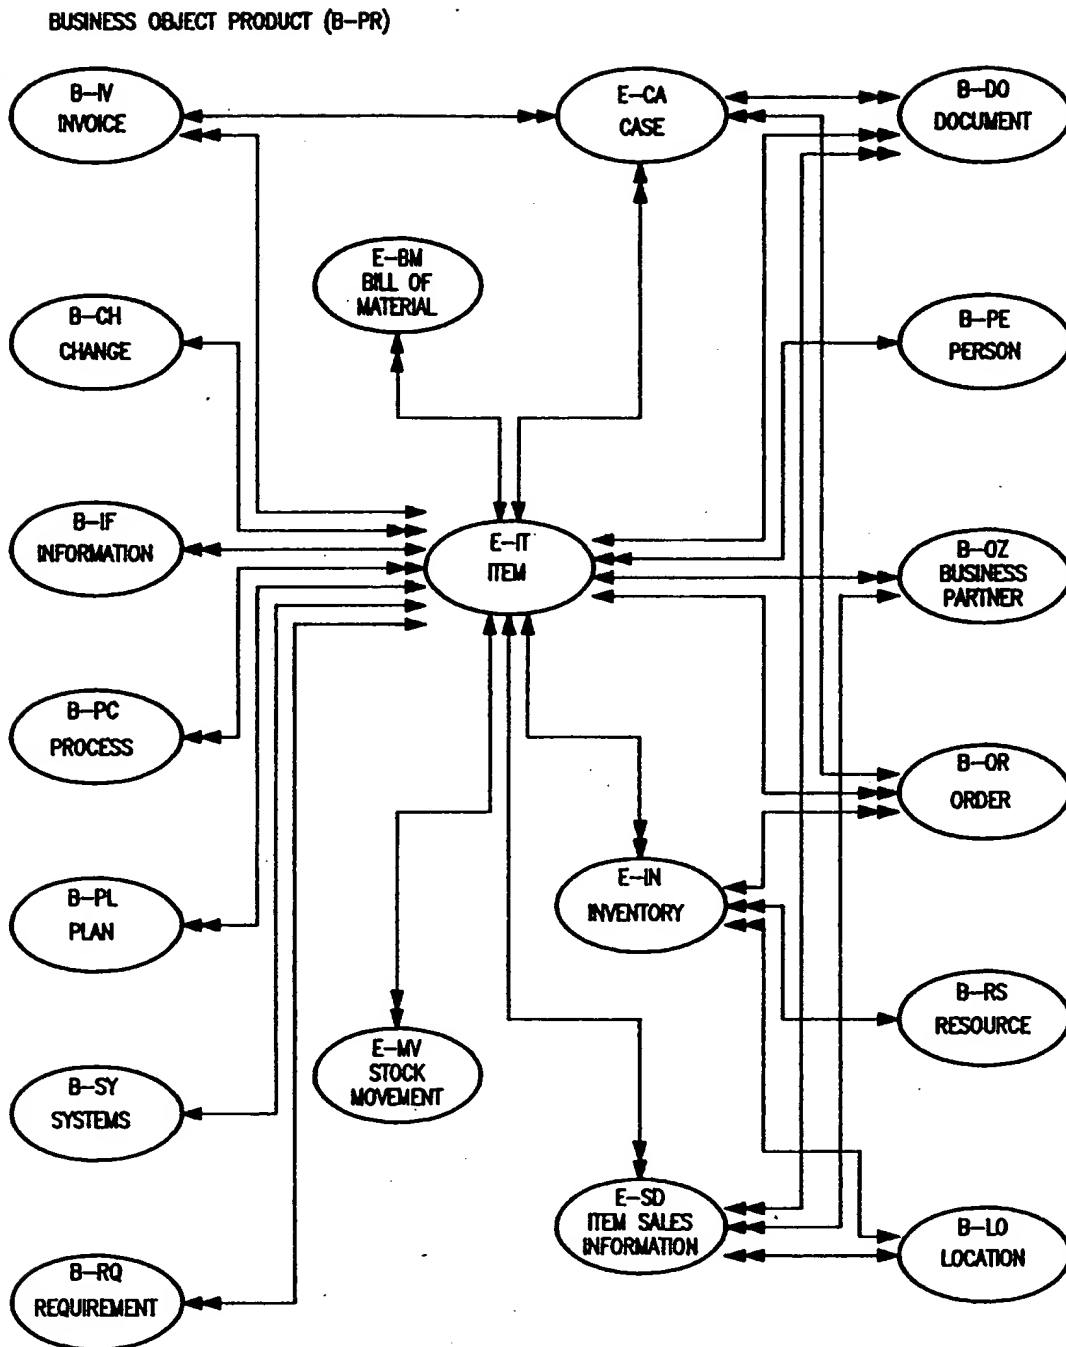 BUSINESS OBJECT PRODUCT (B-PR)
B-IV
INVOICE
E-CA
CASE
B-DO
DOCUMENT
E-BM
BILL OF
MATERIAL
B-CH
CHANGE
B-PE
PERSON
B-IF
INFORMATION
E-IT
ITEM
B-OZ
BUSINESS
PARTNER
B-PC
PROCESS
B-OR
ORDER
B-PL
PLAN
E-IN
INVENTORY
B-RS
RESOURCE
E-MV
STOCK
MOVEMENT
B-SY
SYSTEMS
E-SD
ITEM SALES
INFORMATION
B-LO
LOCATION
B-RQ
REQUIREMENT